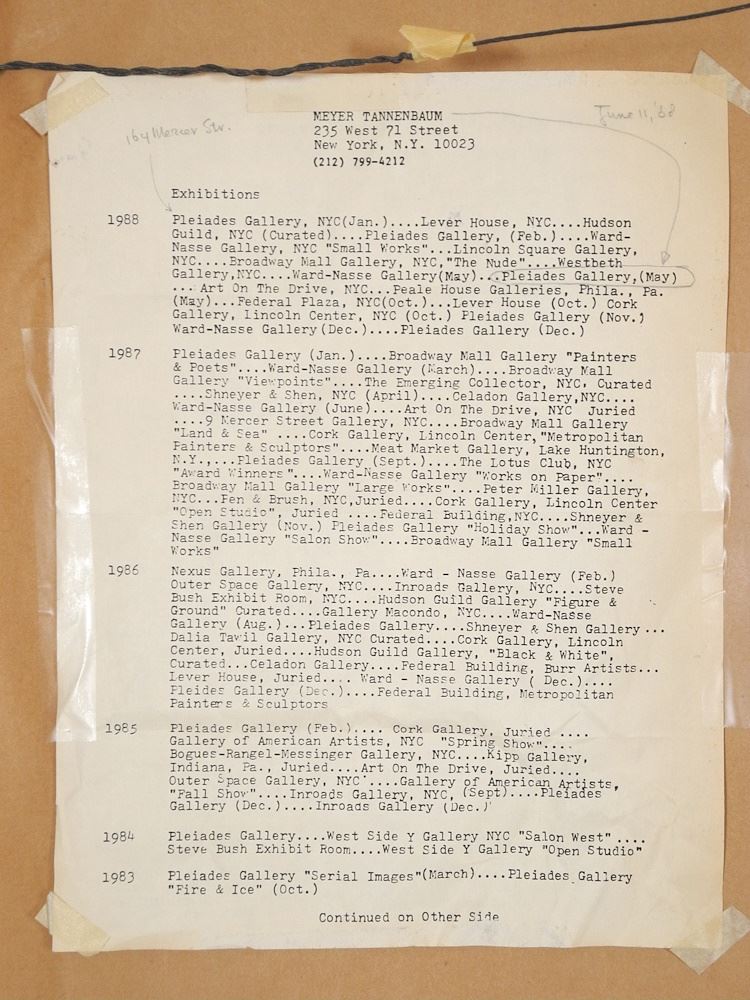 164 Mercer Str.
June 11, '88
MEYER TANNENBAUM
235 West 71 Street
New York, N.Y. 10023
(212) 799-4212
Exhibitions
1988 Pleiades Gallery, NYC(Jan.)....Lever House, NYC....Hudson
Guild, NYC (Curated)....Pleiades Gallery, (Feb.)....Ward-
Nasse Gallery, NYC "Small Works"...Lincoln Square Gallery,
NYC....Broadway Mall Gallery, NYC,"The Nude"....Westbeth
Gallery,NYC....Ward-Nasse Gallery(May)...Pleiades Gallery,(May)
... Art On The Drive, NYC...Peale House Galleries, Phila., Pa.
(May)...Federal Plaza, NYC(Oct.)...Lever House (Oct.) Cork
Gallery, Lincoln Center, NYC (Oct.) Pleiades Gallery (Nov.)
Ward-Nasse Gallery(Dec.)....Pleiades Gallery (Dec.)
1987 Pleiades Gallery (Jan.)....Broadway Mall Gallery "Painters
& Poets"....Ward-Nasse Gallery (March)....Broadway Mall
Gallery "Viewpoints"....The Emerging Collector, NYC, Curated
....Shneyer & Shen, NYC (April)....Celadon Gallery,NYC....
Ward-Nasse Gallery (June)....Art On The Drive, NYC Juried
....9 Mercer Street Gallery, NYC....Broadway Mall Gallery
"Land & Sea" ....Cork Gallery, Lincoln Center,"Metropolitan
Painters & Sculptors"....Meat Market Gallery, Lake Huntington,
N.Y.,...Pleiades Gallery (Sept.)....The Lotus Club, NYC
"Award Winners"....Ward-Nasse Gallery "Works on Paper"....
Broadway Mall Gallery "Large Works"....Peter Miller Gallery,
NYC...Pen & Brush, NYC,Juried....Cork Gallery, Lincoln Center
"Open Studio", Juried ....Federal Building,NYC....Shneyer &
Shen Gallery (Nov.) Pleiades Gallery "Holiday Show"...Ward -
Nasse Gallery "Salon Show"....Broadway Mall Gallery "Small
Works"
1986 Nexus Gallery, Phila., Pa....Ward - Nasse Gallery (Feb.)
Outer Space Gallery, NYC....Inroads Gallery, NYC....Steve
Bush Exhibit Room, NYC....Hudson Guild Gallery "Figure &
Ground" Curated....Gallery Macondo, NYC....Ward-Nasse
Gallery (Aug.)...Pleiades Gallery....Shneyer & Shen Gallery...
Dalia Tavil Gallery, NYC Curated....Cork Gallery, Lincoln
Center, Juried....Hudson Guild Gallery, "Black & White",
Curated...Celadon Gallery....Federal Building, Burr Artists...
Lever House, Juried.... Ward - Nasse Gallery ( Dec.)....
Pleides Gallery (Dec.)....Federal Building, Metropolitan
Painters & Sculptors
1985 Pleiades Gallery (Feb.).... Cork Gallery, Juried ....
Gallery of American Artists, NYC "Spring Show"....
Bogues-Rangel-Messinger Gallery, NYC....Kipp Gallery,
Indiana, Pa., Juried....Art On The Drive, Juried....
Outer Space Gallery, NYC ....Gallery of American Artists,
"Fall Show"....Inroads Gallery, NYC, (Sept)....Pleiades
Gallery (Dec.)....Inroads Gallery (Dec.)
1984 Pleiades Gallery....West Side Y Gallery NYC "Salon West" ....
Steve Bush Exhibit Room....West Side Y Gallery "Open Studio"
1983 Pleiades Gallery "Serial Images"(March)....Pleiades Gallery
"Fire & Ice" (Oct.)
Continued on Other Side